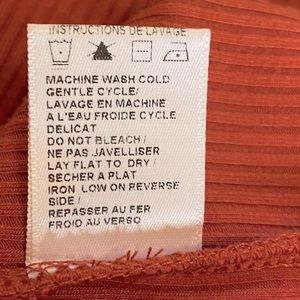 INSTRUCTIONS DE LAVAGE
MACHINE WASH COLD
GENTLE CYCLE/
LAVAGE EN MACHINE
A L'EAU FROIDE CYCLE
DELICAT
DO NOT BLEACH/
NE PAS JAVELLISER
LAY FLAT TO DRY/
SECHER A PLAT
IRON LOW ON REVERSE
SIDE/
REPASSER AU FER
FROID AU VERSO